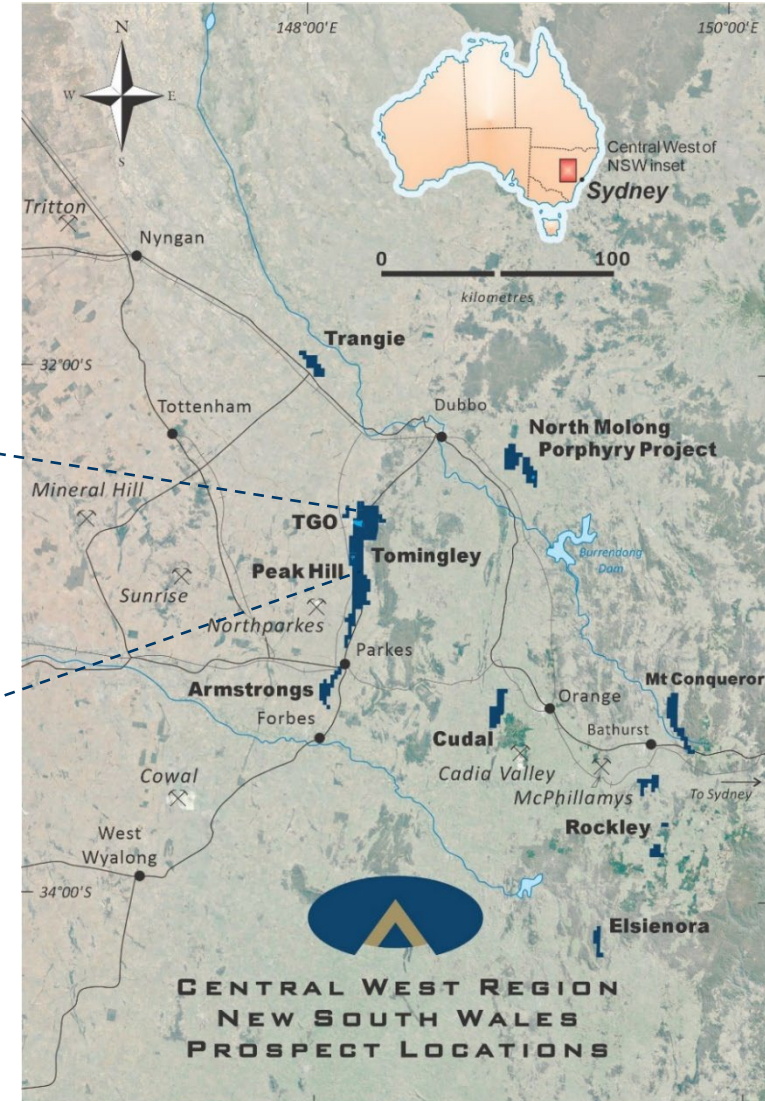 148°00'E
150°00'E
N
W
E
S
Central West of
NSW inset
Sydney
Tritton
Nyngan
0
100
kilometres
Trangie
32°00'S
Tottenham
Dubbo
North Molong
Porphyry Project
Mineral Hill
TGO
Tomingley
Burrendong
Dam
Peak Hill
Sunrise
Northparkes
Parkes
Mt Conqueror
Armstrongs
Orange
Forbes
Bathurst
Cudal
Cowal
Cadia Valley
McPhillamys
To Sydney
West
Wyalong
Rockley
34°00'S
Elsienora
CENTRAL WEST REGION
NEW SOUTH WALES
PROSPECT LOCATIONS